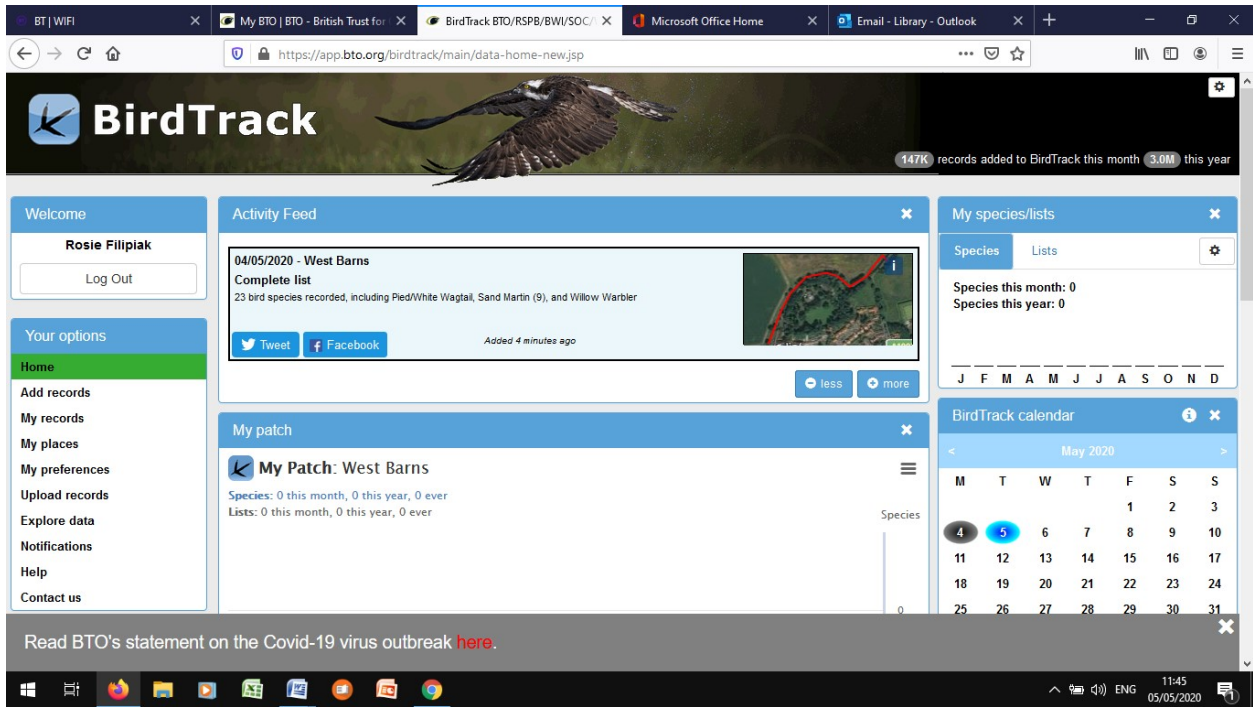 BT | WIFI
My BTO | BTO - British Trust for
BirdTrack BTO/RSPB/BWI/SOC/
Microsoft Office Home
Email - Library - Outlook
https://app.bto.org/birdtrack/main/data-home-new.jsp
BirdTrack
147K records added to BirdTrack this month 3.0M this year
Welcome
Rosie Filipiak
Log Out
Your options
Home
Add records
My records
My places
My preferences
Upload records
Explore data
Notifications
Help
Contact us
Activity Feed
04/05/2020 - West Barns
Complete list
23 bird species recorded, including Pied/White Wagtail, Sand Martin (9), and Willow Warbler
Tweet
Facebook
Added 4 minutes ago
less
more
My patch
My Patch: West Barns
Species: 0 this month, 0 this year, 0 ever
Lists: 0 this month, 0 this year, 0 ever
Species
0
My species/lists
Species Lists
Species this month: 0
Species this year: 0
J F M A M J J A S O N D
BirdTrack calendar
< May 2020 >
M T W T F S S
1 2 3
4 5 6 7 8 9 10
11 12 13 14 15 16 17
18 19 20 21 22 23 24
25 26 27 28 29 30 31
Read BTO's statement on the Covid-19 virus outbreak here.
ENG
11:45
05/05/2020